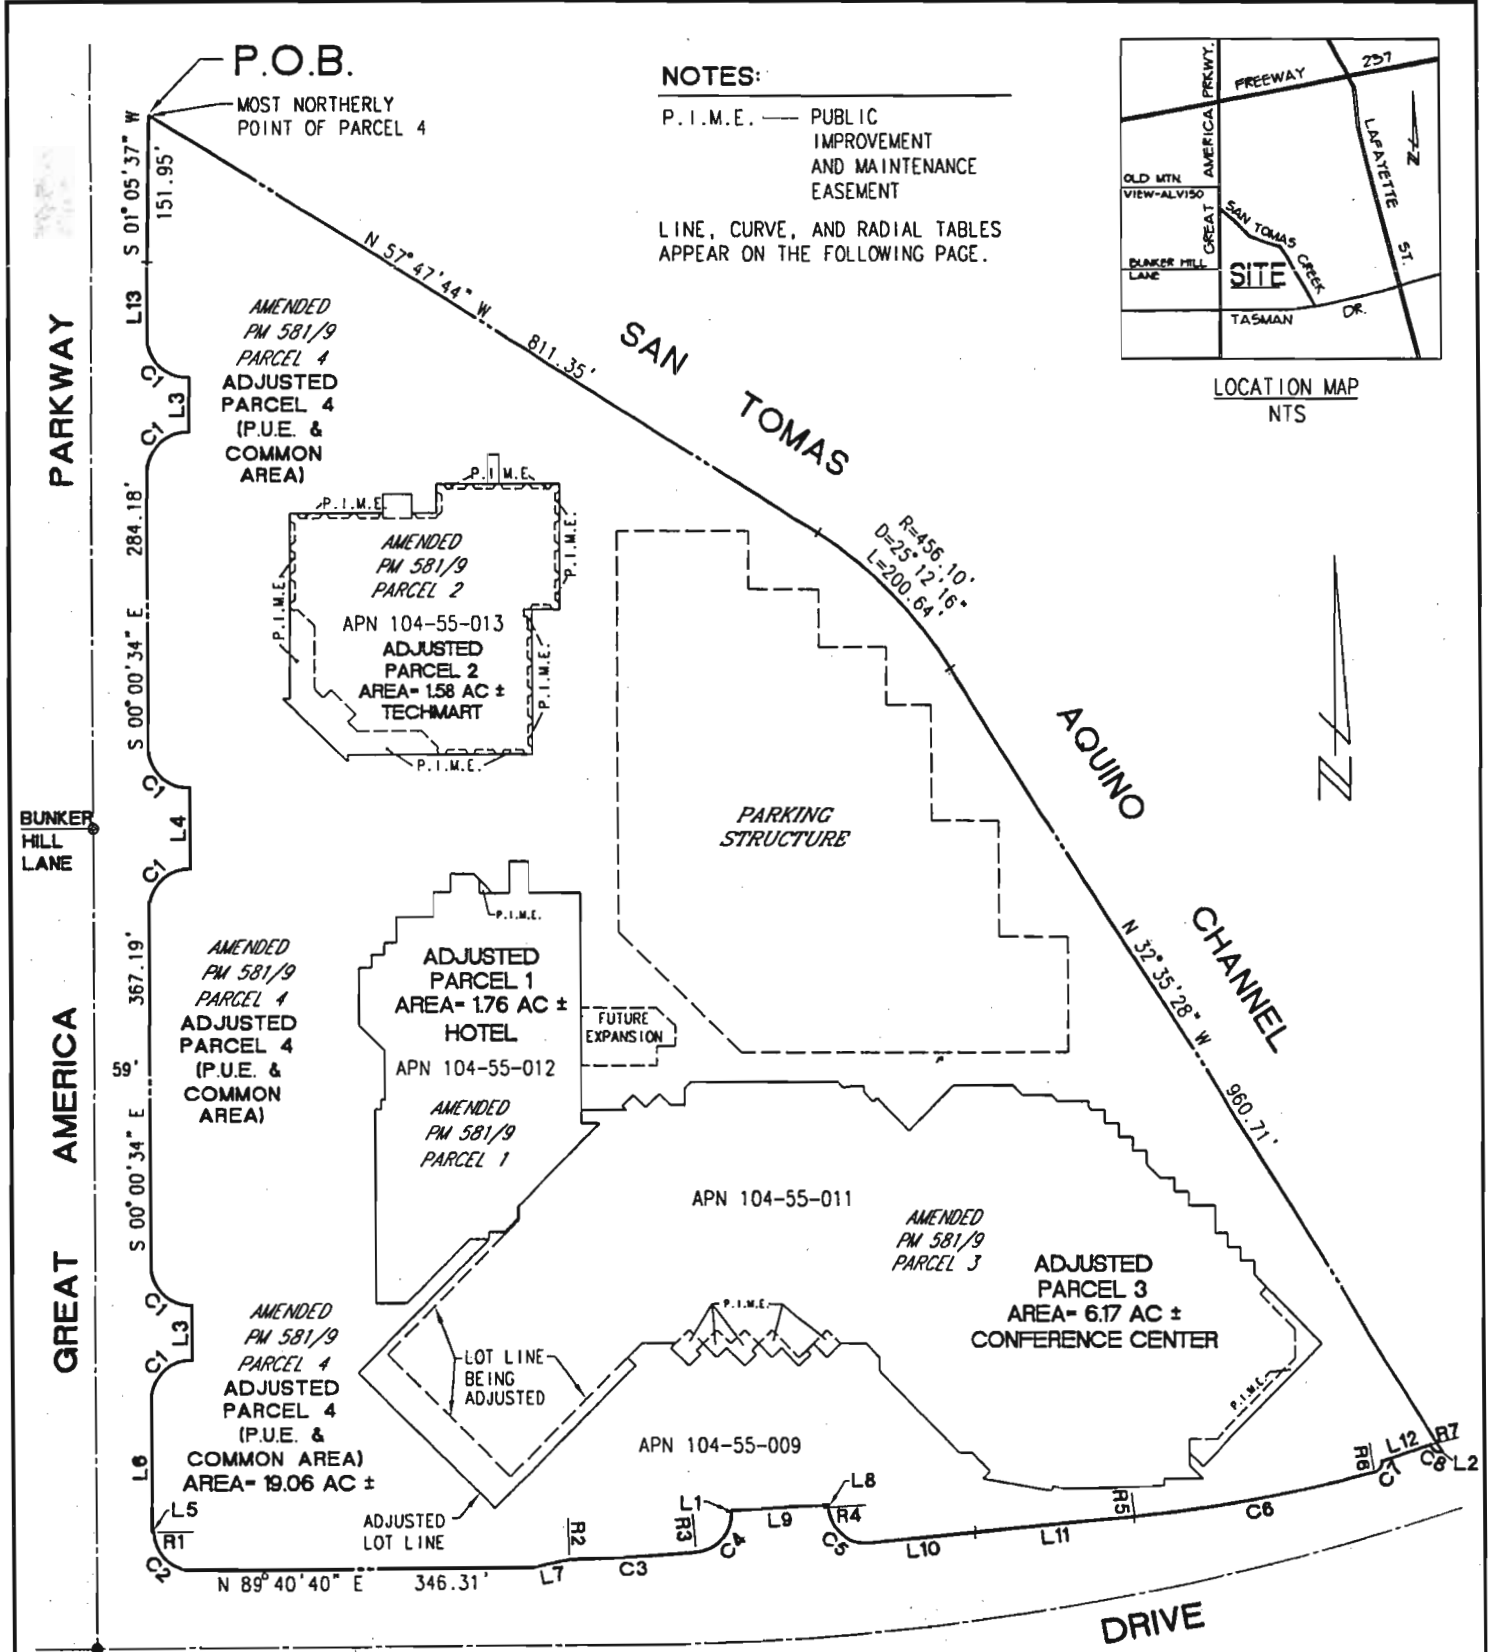 P.O.B.
MOST NORTHERLY
POINT OF PARCEL 4
NOTES:
P.I.M.E. — PUBLIC
IMPROVEMENT
AND MAINTENANCE
EASEMENT
LINE, CURVE, AND RADIAL TABLES
APPEAR ON THE FOLLOWING PAGE.
FREEWAY 237
GREAT AMERICA PRKWY.
LAFAYETTE ST.
OLD MTN.
VIEW-ALVISO
SAN TOMAS CREEK
BUNKER HILL
LANE
SITE
TASMAN DR.
N
LOCATION MAP
NTS
S 01°05'37" W
151.95'
N 57°47'44" W
811.35'
SAN TOMAS AQUINO CHANNEL
L13
C1
L3
C1
AMENDED
PM 581/9
PARCEL 4
ADJUSTED
PARCEL 4
(P.U.E. &
COMMON
AREA)
PARKWAY
284.18'
S 00°00'34" E
R=456.10'
D=25°12'16"
L=200.64'
P.I.M.E.
P.I.M.E
P.I.M.E.
P.I.M.E.
P.I.M.E.
P.I.M.E.
AMENDED
PM 581/9
PARCEL 2
APN 104-55-013
ADJUSTED
PARCEL 2
AREA= 1.58 AC ±
TECHMART
N
C1
L4
C1
BUNKER
HILL
LANE
PARKING
STRUCTURE
367.19'
59'
S 00°00'34" E
AMENDED
PM 581/9
PARCEL 4
ADJUSTED
PARCEL 4
(P.U.E. &
COMMON
AREA)
P.I.M.E.
ADJUSTED
PARCEL 1
AREA= 1.76 AC ±
HOTEL
APN 104-55-012
AMENDED
PM 581/9
PARCEL 1
FUTURE
EXPANSION
N 32°35'28" W
960.71'
GREAT AMERICA
APN 104-55-011
AMENDED
PM 581/9
PARCEL 3
ADJUSTED
PARCEL 3
AREA= 6.17 AC ±
CONFERENCE CENTER
C1
L3
C1
AMENDED
PM 581/9
PARCEL 4
ADJUSTED
PARCEL 4
(P.U.E. &
COMMON AREA)
AREA= 19.06 AC ±
P.I.M.E.
LOT LINE
BEING
ADJUSTED
P.I.M.E.
APN 104-55-009
L6
L5
R1
C2
ADJUSTED
LOT LINE
N 89°40'40" E 346.31'
L7
R2
C3
R3
C4
L1
L9
L8
R4
C5
L10
L11
R5
C6
R6
L12
R7
C8
L2
DRIVE